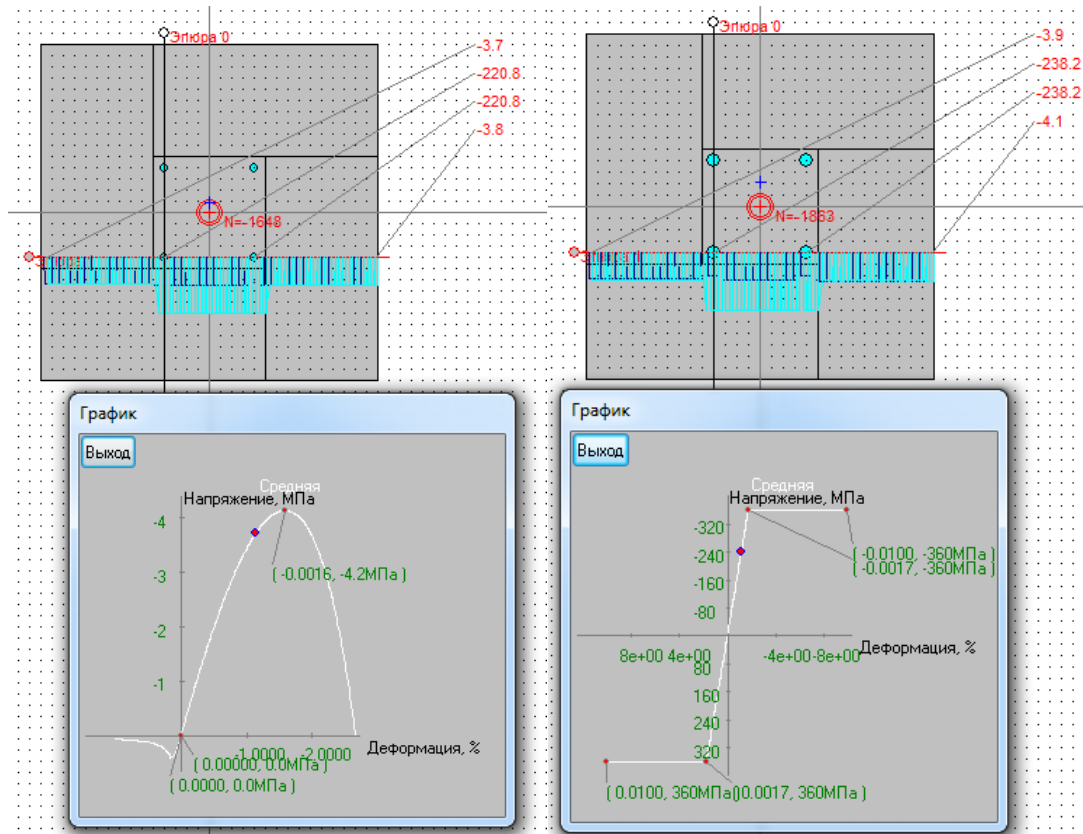 Эпюра 0
-3.7
-220.8
-220.8
-3.8
N=-1648
График
Выход
Средняя
Напряжение, МПа
-4
-3
-2
-1
( -0.0016, -4.2МПа )
-1.0000
-2.0000
Деформация, %
( 0.00000, 0.0МПа )
( 0.0000, 0.0МПа )
Эпюра 0
-3.9
-238.2
-238.2
-4.1
N=-1863
График
Выход
Средняя
Напряжение, МПа
-320
-240
-160
-80
( -0.0100, -360МПа )
( -0.0017, -360МПа )
8e+00
4e+00
-4e+00
-8e+00
Деформация, %
80
160
240
320
( 0.0100, 360МПа )
( 0.0017, 360МПа )